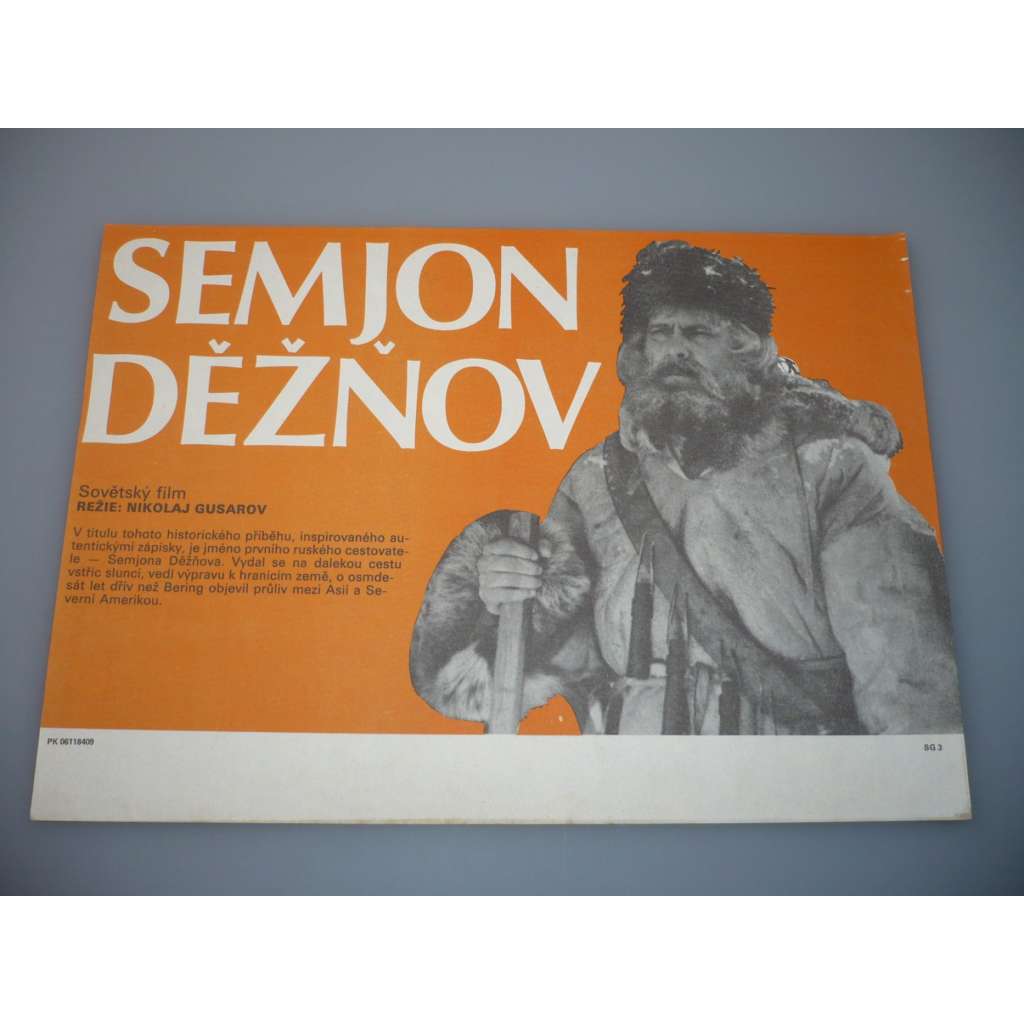 SEMJON
DĚŽŇOV
Sovětský film
REŽIE: NIKOLAJ GUSAROV
V titulu tohoto historického příběhu, inspirovaného au-
tentickými zápisky, je jméno prvního ruského cestovate-
le — Semjona Děžňova. Vydal se na dalekou cestu
vstříc slunci, vedl výpravu k hranicím země, o osmde-
sát let dřív než Bering objevil průliv mezi Asií a Se-
verní Amerikou.
PK 06118409
SG 3